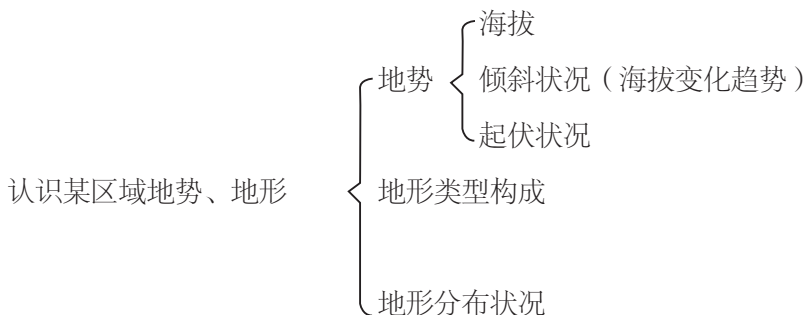 海拔
地势
倾斜状况（海拔变化趋势）
起伏状况
认识某区域地势、地形
地形类型构成
地形分布状况